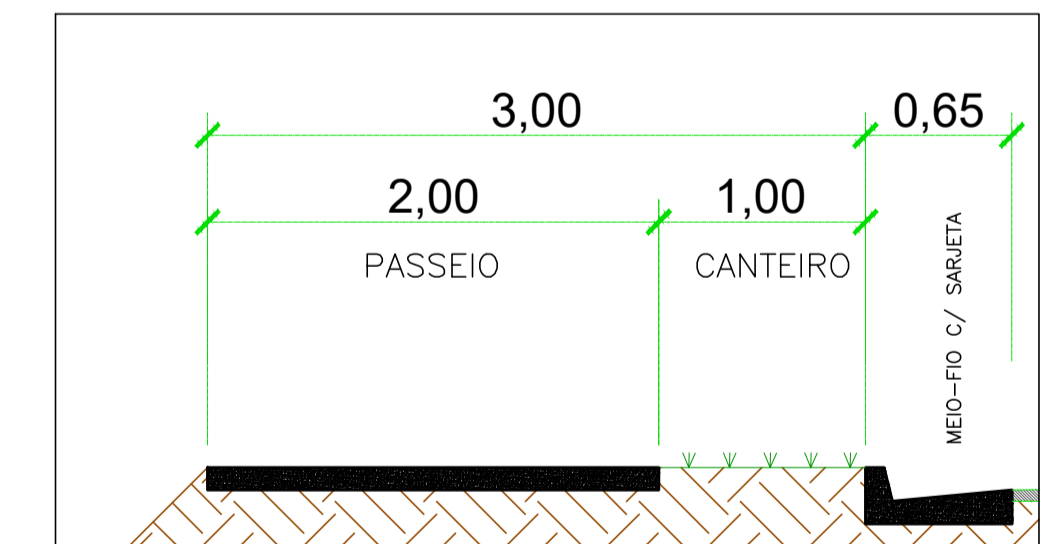 3,00
0,65
2,00
1,00
PASSEIO
CANTEIRO
MEIO-FIO C/ SARJETA